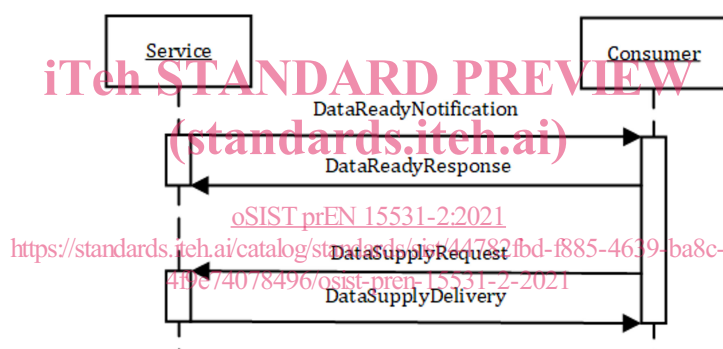 Service
Consumer
iTeh STANDARD PREVIEW
DataReadyNotification
(standards.iteh.ai)
DataReadyResponse
oSIST prEN 15531-2:2021
https://standards.iteh.ai/catalog/standards/sist/44782fbd-f885-4639-ba8c-
DataSupplyRequest
4f9e74078496/osist-pren-15531-2-2021
DataSupplyDelivery